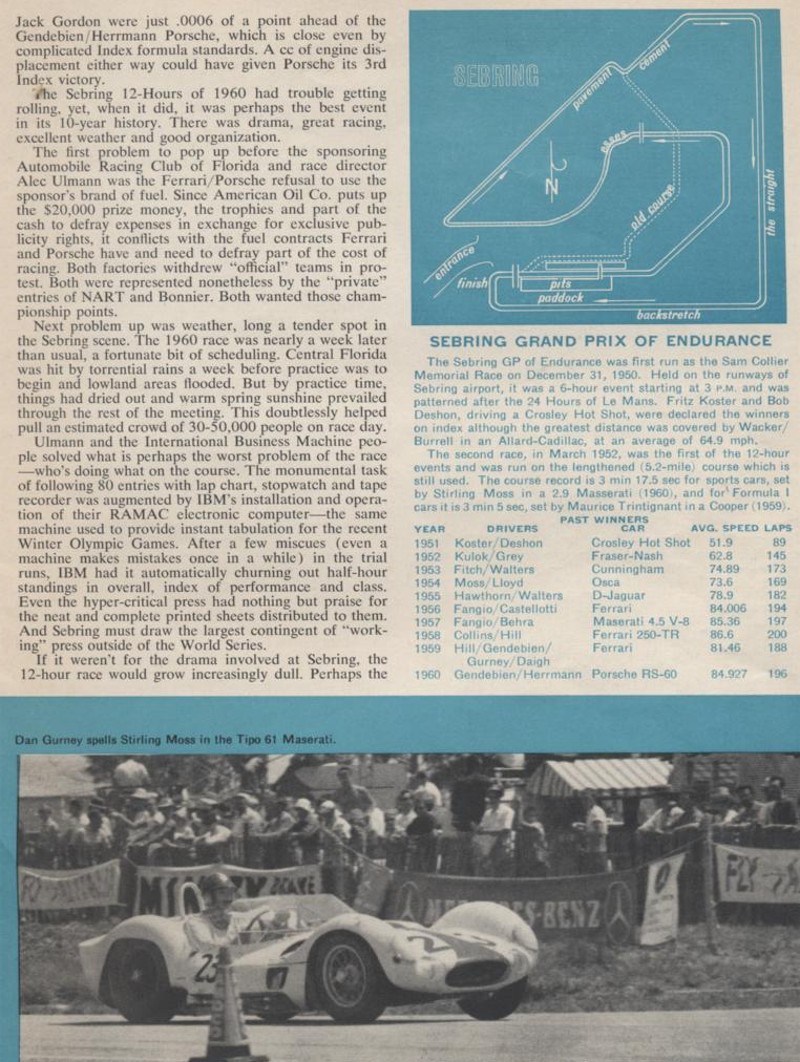 Jack Gordon were just .0006 of a point ahead of the
Gendebien/Herrmann Porsche, which is close even by
complicated Index formula standards. A cc of engine dis-
placement either way could have given Porsche its 3rd
Index victory.
The Sebring 12-Hours of 1960 had trouble getting
rolling, yet, when it did, it was perhaps the best event
in its 10-year history. There was drama, great racing,
excellent weather and good organization.
The first problem to pop up before the sponsoring
Automobile Racing Club of Florida and race director
Alec Ulmann was the Ferrari/Porsche refusal to use the
sponsor's brand of fuel. Since American Oil Co. puts up
the $20,000 prize money, the trophies and part of the
cash to defray expenses in exchange for exclusive pub-
licity rights, it conflicts with the fuel contracts Ferrari
and Porsche have and need to defray part of the cost of
racing. Both factories withdrew "official" teams in pro-
test. Both were represented nonetheless by the "private"
entries of NART and Bonnier. Both wanted those cham-
pionship points.
Next problem up was weather, long a tender spot in
the Sebring scene. The 1960 race was nearly a week later
than usual, a fortunate bit of scheduling. Central Florida
was hit by torrential rains a week before practice was to
begin and lowland areas flooded. But by practice time,
things had dried out and warm spring sunshine prevailed
through the rest of the meeting. This doubtlessly helped
pull an estimated crowd of 30-50,000 people on race day.
Ulmann and the International Business Machine peo-
ple solved what is perhaps the worst problem of the race
—who's doing what on the course. The monumental task
of following 80 entries with lap chart, stopwatch and tape
recorder was augmented by IBM's installation and opera-
tion of their RAMAC electronic computer—the same
machine used to provide instant tabulation for the recent
Winter Olympic Games. After a few miscues (even a
machine makes mistakes once in a while) in the trial
runs, IBM had it automatically churning out half-hour
standings in overall, index of performance and class.
Even the hyper-critical press had nothing but praise for
the neat and complete printed sheets distributed to them.
And Sebring must draw the largest contingent of "work-
ing" press outside of the World Series.
If it weren't for the drama involved at Sebring, the
12-hour race would grow increasingly dull. Perhaps the
SEBRING
pavement
cement
esses
N
old course
the straight
entrance
finish
pits
paddock
backstretch
SEBRING GRAND PRIX OF ENDURANCE
The Sebring GP of Endurance was first run as the Sam Collier
Memorial Race on December 31, 1950. Held on the runways of
Sebring airport, it was a 6-hour event starting at 3 P.M. and was
patterned after the 24 Hours of Le Mans. Fritz Koster and Bob
Deshon, driving a Crosley Hot Shot, were declared the winners
on index although the greatest distance was covered by Wacker/
Burrell in an Allard-Cadillac, at an average of 64.9 mph.
The second race, in March 1952, was the first of the 12-hour
events and was run on the lengthened (5.2-mile) course which is
still used. The course record is 3 min 17.5 sec for sports cars, set
by Stirling Moss in a 2.9 Masserati (1960), and for Formula I
cars it is 3 min 5 sec, set by Maurice Trintignant in a Cooper (1959).
PAST WINNERS
YEAR DRIVERS CAR AVG. SPEED LAPS
1951 Koster/Deshon Crosley Hot Shot 51.9 89
1952 Kulok/Grey Fraser-Nash 62.8 145
1953 Fitch/Walters Cunningham 74.89 173
1954 Moss/Lloyd Osca 73.6 169
1955 Hawthorn/Walters D-Jaguar 78.9 182
1956 Fangio/Castellotti Ferrari 84.006 194
1957 Fangio/Behra Maserati 4.5 V-8 85.36 197
1958 Collins/Hill Ferrari 250-TR 86.6 200
1959 Hill/Gendebien/ Ferrari 81.46 188
Gurney/Daigh
1960 Gendebien/Herrmann Porsche RS-60 84.927 196
Dan Gurney spells Stirling Moss in the Tipo 61 Maserati.
MERCEDES-BENZ
FLY
23